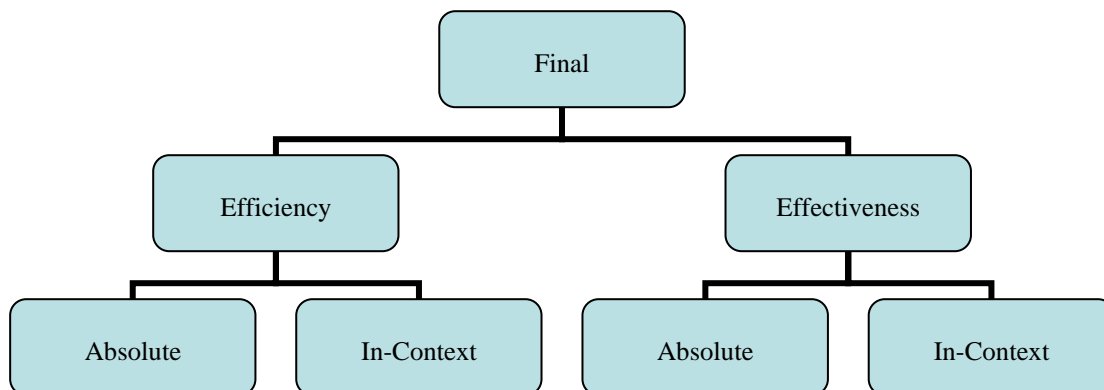 Final
Efficiency
Effectiveness
Absolute
In-Context
Absolute
In-Context